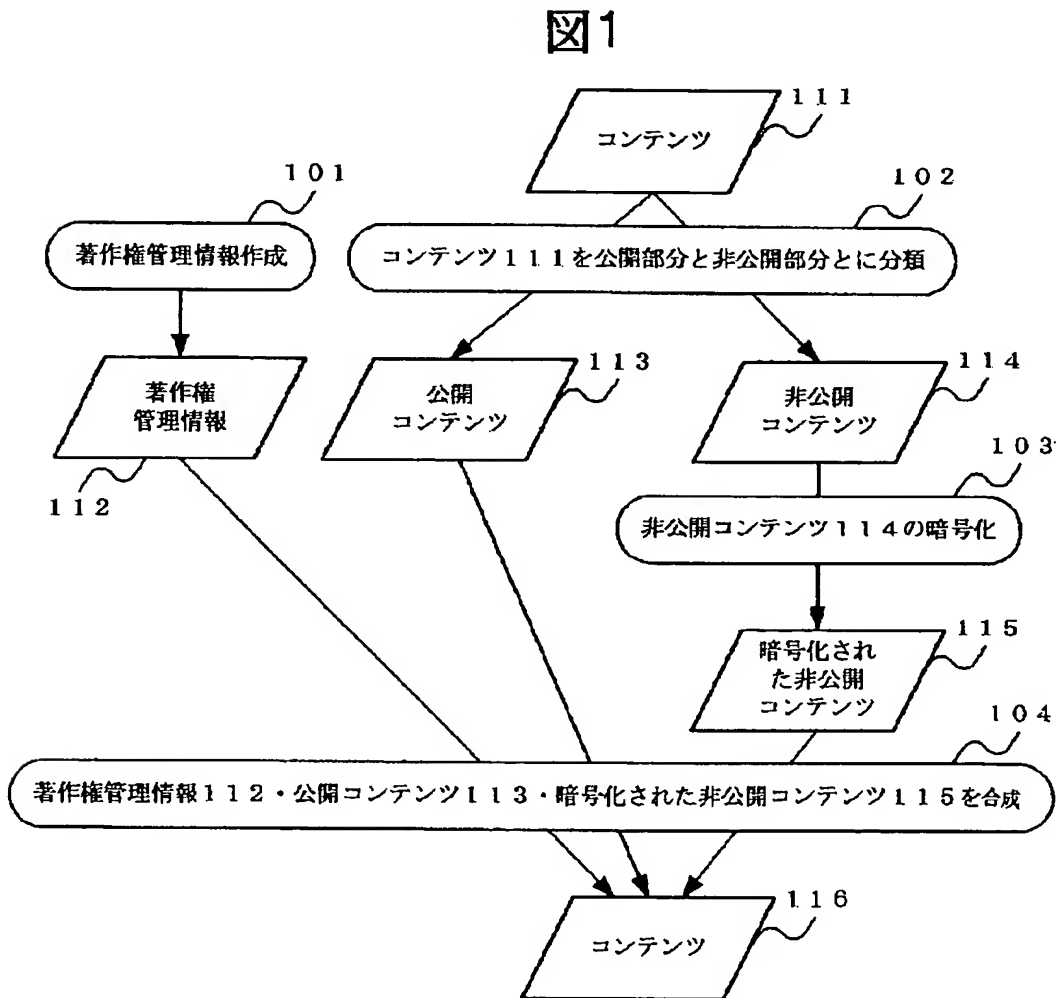 図1
111
コンテンツ
101
102
著作権管理情報作成
コンテンツ111を公開部分と非公開部分とに分類
著作権
管理情報
112
公開
コンテンツ
113
非公開
コンテンツ
114
103
非公開コンテンツ114の暗号化
115
暗号化され
た非公開
コンテンツ
104
著作権管理情報112・公開コンテンツ113・暗号化された非公開コンテンツ115を合成
116
コンテンツ